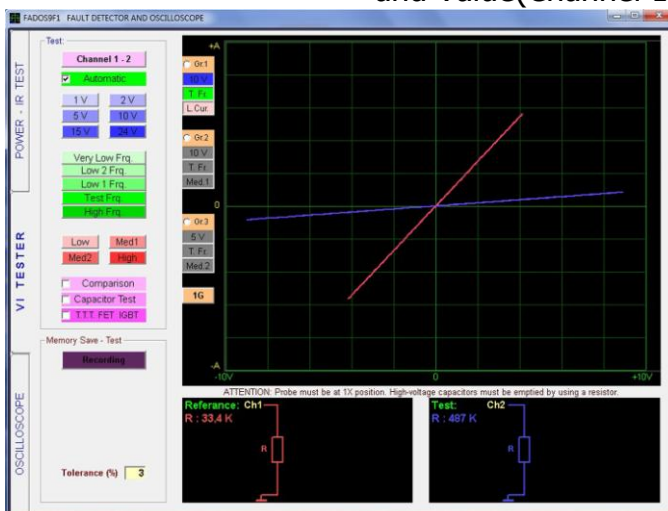 FADOS9F1 FAULT DETECTOR AND OSCILLOSCOPE
POWER - IR TEST
VI TESTER
OSCILLOSCOPE
Test:
Channel 1 - 2
Automatic
1 V
2 V
5 V
10 V
15 V
24 V
Very Low Frq.
Low 2 Frq.
Low 1 Frq.
Test Frq.
High Frq.
Low
Med1
Med2
High
Comparison
Capacitor Test
T.T.T. FET IGBT
Memory Save - Test
Recording
Tolerance (%) 3
Gr.1
10 V
T. Fr.
L.Cur.
Gr.2
10 V
T. Fr.
Med.1
Gr.3
5 V
T. Fr.
Med.2
1G
+A
0
-A
-10V
0
+10V
ATTENTION: Probe must be at 1X position. High-voltage capacitors must be emptied by using a resistor.
Referance: Ch1
R : 33,4 K
R
Test: Ch2
R : 487 K
R